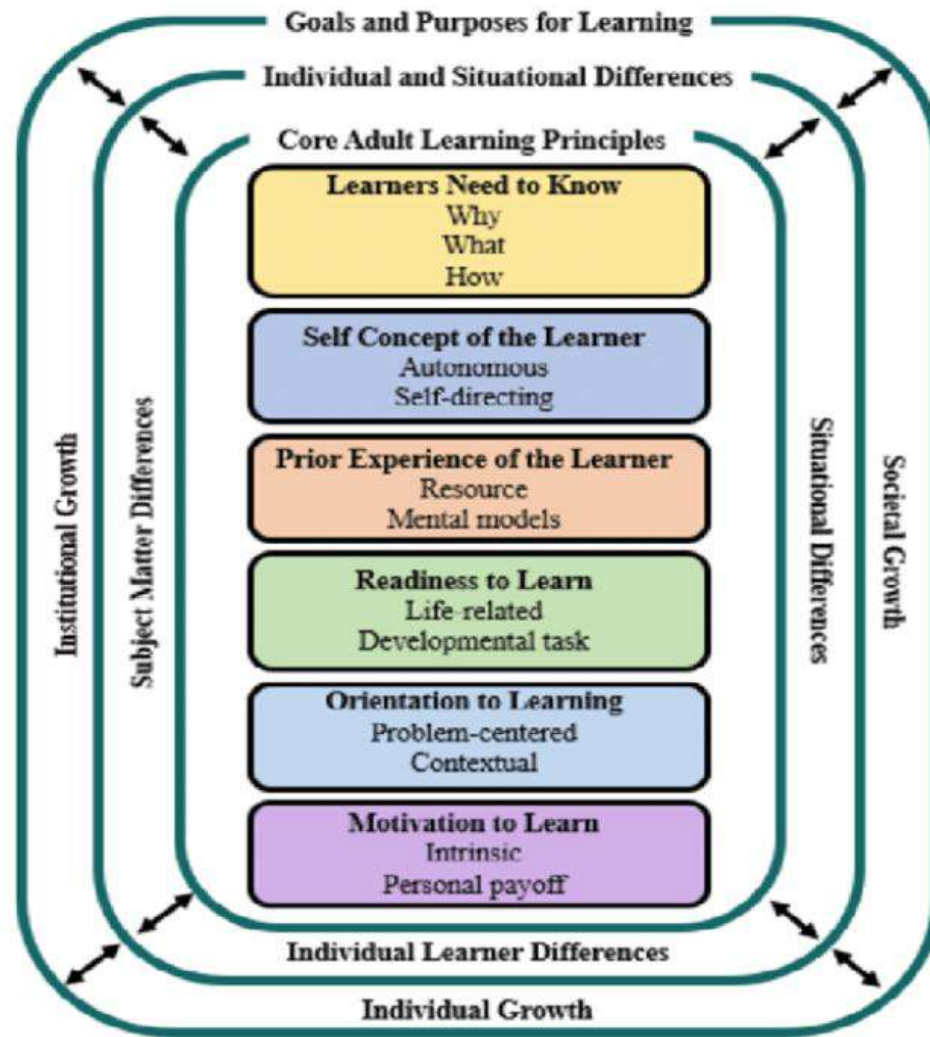 Goals and Purposes for Learning
Individual and Situational Differences
Core Adult Learning Principles
Learners Need to Know
Why
What
How
Self Concept of the Learner
Autonomous
Self-directing
Prior Experience of the Learner
Resource
Mental models
Readiness to Learn
Life-related
Developmental task
Orientation to Learning
Problem-centered
Contextual
Motivation to Learn
Intrinsic
Personal payoff
Institutional Growth
Subject Matter Differences
Situational Differences
Societal Growth
Individual Learner Differences
Individual Growth